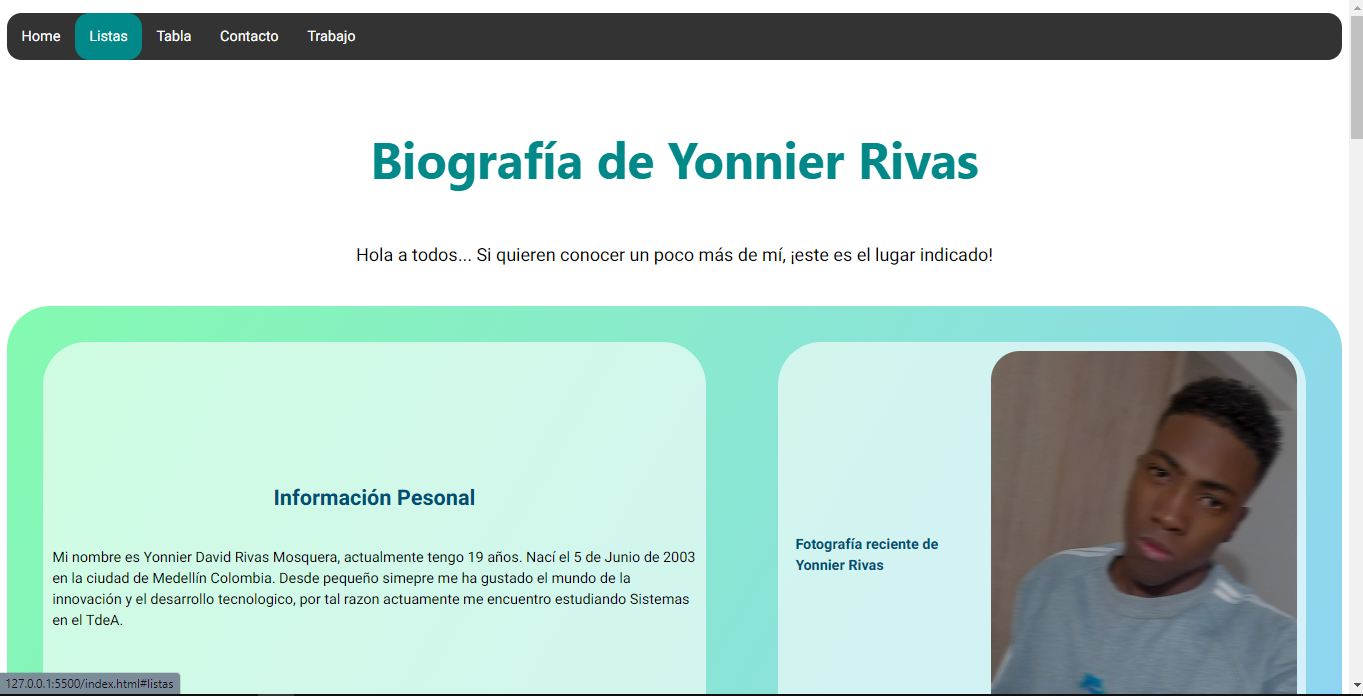 Home Listas Tabla Contacto Trabajo
Biografía de Yonnier Rivas
Hola a todos... Si quieren conocer un poco más de mí, ¡este es el lugar indicado!
Información Pesonal
Mi nombre es Yonnier David Rivas Mosquera, actualmente tengo 19 años. Nací el 5 de Junio de 2003
en la ciudad de Medellín Colombia. Desde pequeño simepre me ha gustado el mundo de la
innovación y el desarrollo tecnologico, por tal razon actuamente me encuentro estudiando Sistemas
en el TdeA.
Fotografía reciente de
Yonnier Rivas
127.0.0.1:5500/index.html#listas